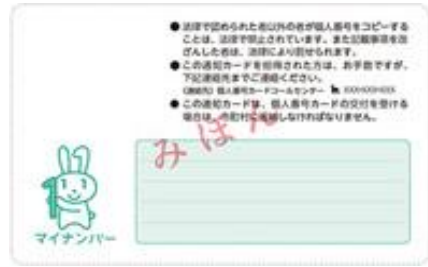 ●法律で認められた者以外の者が個人番号をコピーする
ことは、法律で禁止されています。また記載事項を改
ざんした者は、法律により罰せられます。
●この通知カードを拾得された方は、お手数ですが、
下記連絡先までご連絡ください。
(連絡先) 個人番号カードコールセンター
●この通知カードは、個人番号カードの交付を受ける
場合は、市町村に返納しなければなりません。
みほん
マイナンバー